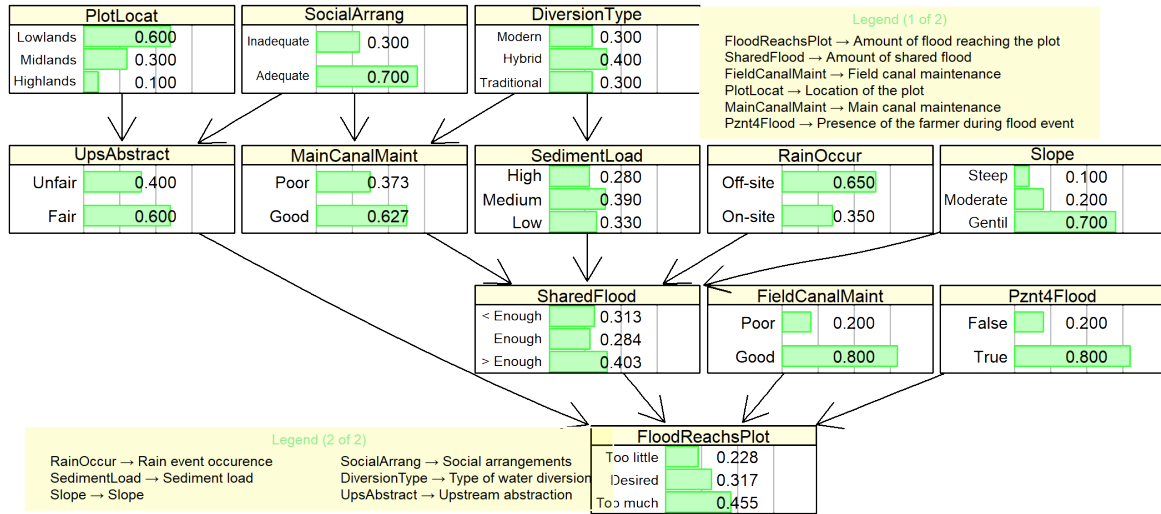 PlotLocat
Lowlands 0.600
Midlands 0.300
Highlands 0.100
SocialArrang
Inadequate 0.300
Adequate 0.700
DiversionType
Modern 0.300
Hybrid 0.400
Traditional 0.300
Legend (1 of 2)
FloodReachsPlot → Amount of flood reaching the plot
SharedFlood → Amount of shared flood
FieldCanalMaint → Field canal maintenance
PlotLocat → Location of the plot
MainCanalMaint → Main canal maintenance
Pznt4Flood → Presence of the farmer during flood event
UpsAbstract
Unfair 0.400
Fair 0.600
MainCanalMaint
Poor 0.373
Good 0.627
SedimentLoad
High 0.280
Medium 0.390
Low 0.330
RainOccur
Off-site 0.650
On-site 0.350
Slope
Steep 0.100
Moderate 0.200
Gentil 0.700
SharedFlood
< Enough 0.313
Enough 0.284
> Enough 0.403
FieldCanalMaint
Poor 0.200
Good 0.800
Pznt4Flood
False 0.200
True 0.800
Legend (2 of 2)
RainOccur → Rain event occurence
SedimentLoad → Sediment load
Slope → Slope
SocialArrang → Social arrangements
DiversionType → Type of water diversion
UpsAbstract → Upstream abstraction
FloodReachsPlot
Too little 0.228
Desired 0.317
Too much 0.455